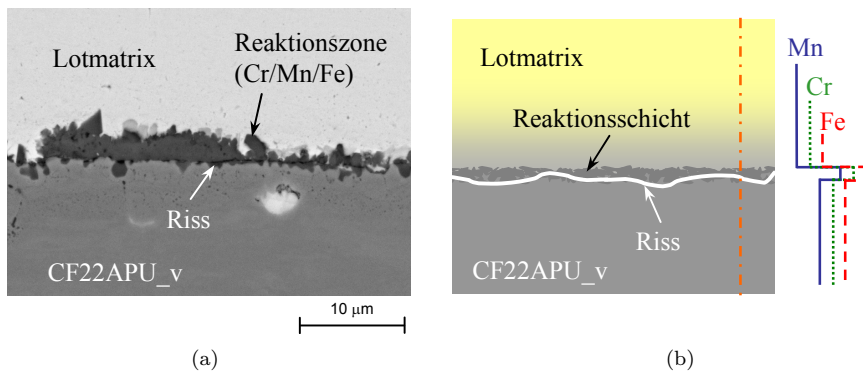 Lotmatrix
Reaktionszone
(Cr/Mn/Fe)
Riss
CF22APU_v
10 μm
(a)
Lotmatrix
Reaktionsschicht
Riss
CF22APU_v
Mn
Cr
Fe
(b)